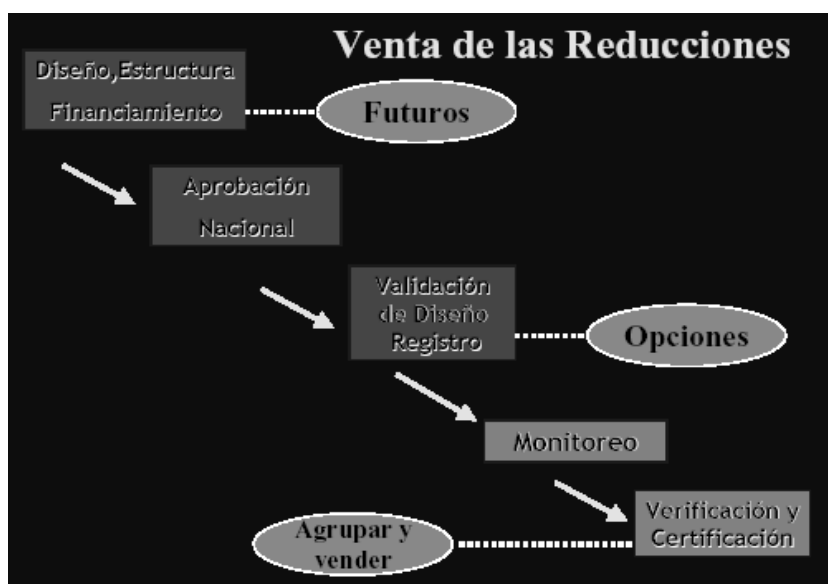 Venta de las Reducciones
Diseño,Estructura
Financiamiento
Futuros
Aprobación
Nacional
Validación
de Diseño
Registro
Opciones
Monitoreo
Verificación y
Certificación
Agrupar y
vender